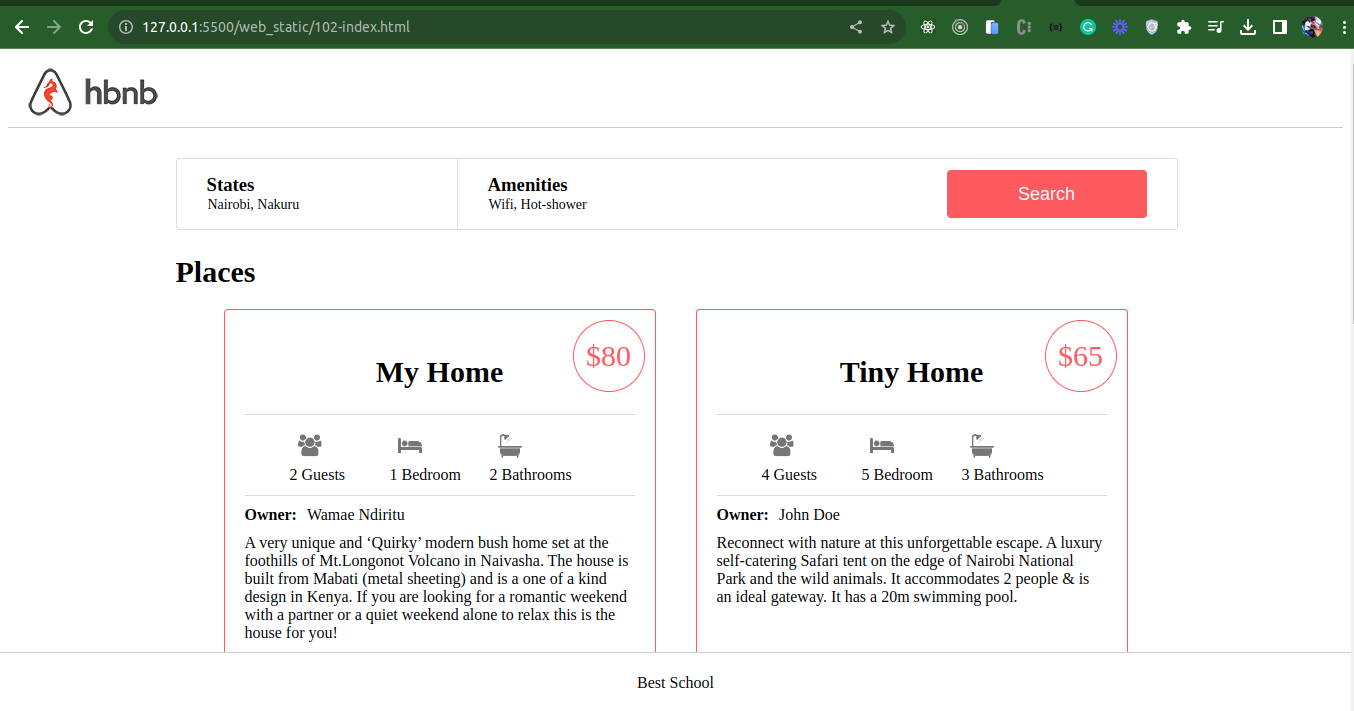 127.0.0.1:5500/web_static/102-index.html
hbnb
States
Nairobi, Nakuru
Amenities
Wifi, Hot-shower
Search
Places
My Home
$80
2 Guests 1 Bedroom 2 Bathrooms
Owner: Wamae Ndiritu
A very unique and ‘Quirky’ modern bush home set at the
foothills of Mt.Longonot Volcano in Naivasha. The house is
built from Mabati (metal sheeting) and is a one of a kind
design in Kenya. If you are looking for a romantic weekend
with a partner or a quiet weekend alone to relax this is the
house for you!
Tiny Home
$65
4 Guests 5 Bedroom 3 Bathrooms
Owner: John Doe
Reconnect with nature at this unforgettable escape. A luxury
self-catering Safari tent on the edge of Nairobi National
Park and the wild animals. It accommodates 2 people & is
an ideal gateway. It has a 20m swimming pool.
Best School